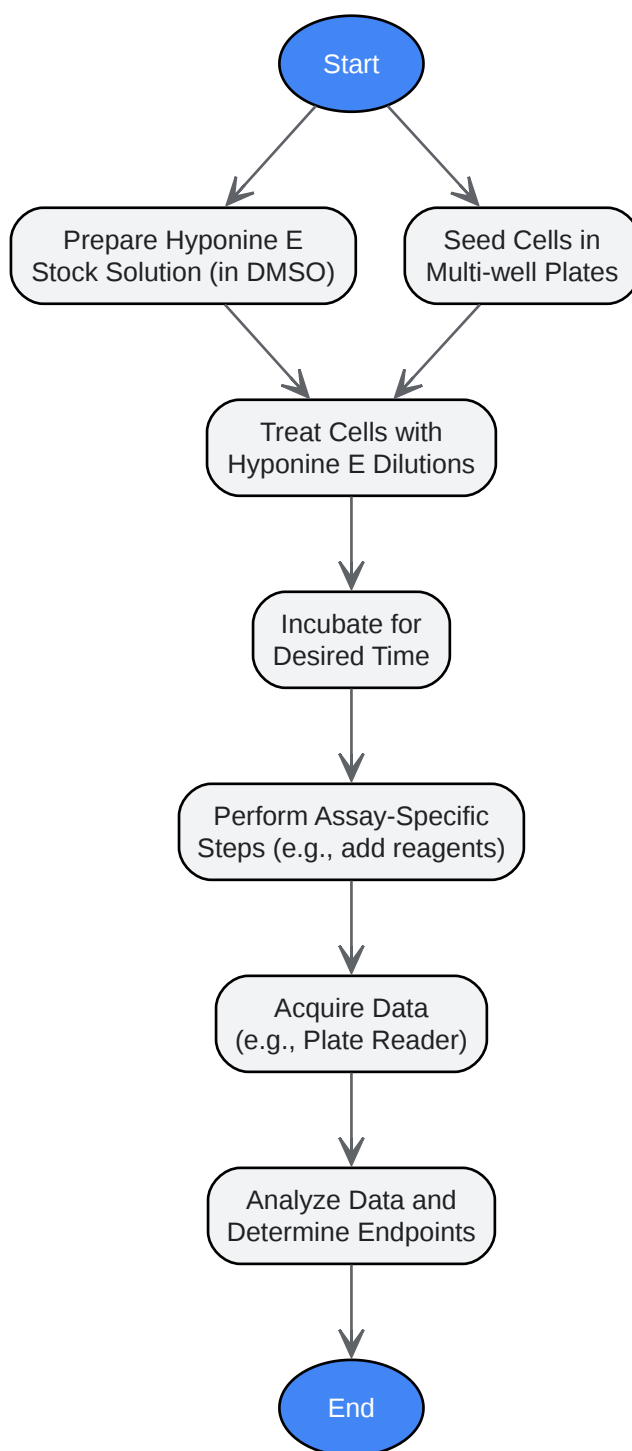 Start
Prepare Hyponine E
Stock Solution (in DMSO)
Seed Cells in
Multi-well Plates
Treat Cells with
Hyponine E Dilutions
Incubate for
Desired Time
Perform Assay-Specific
Steps (e.g., add reagents)
Acquire Data
(e.g., Plate Reader)
Analyze Data and
Determine Endpoints
End